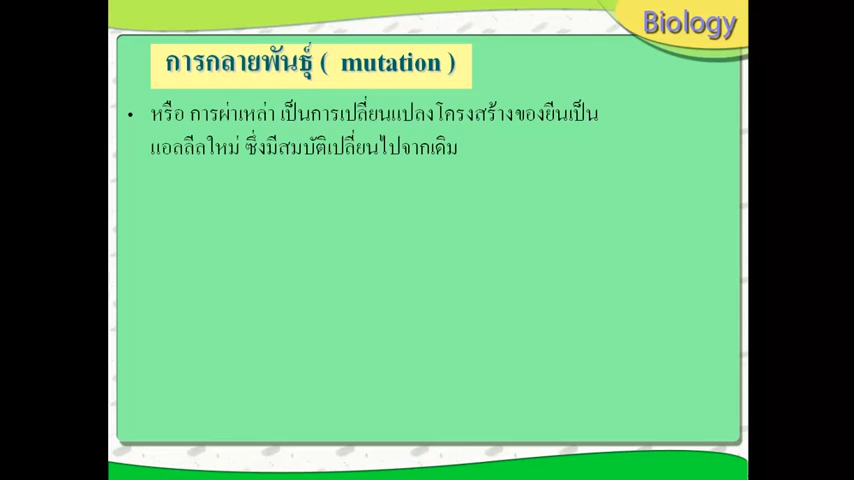 Biology
การกลายพันธุ์ ( mutation )
• หรือ การผ่าเหล่า เป็นการเปลี่ยนแปลงโครงสร้างของยีนเป็น
แอลลีลใหม่ ซึ่งมีสมบัติเปลี่ยนไปจากเดิม